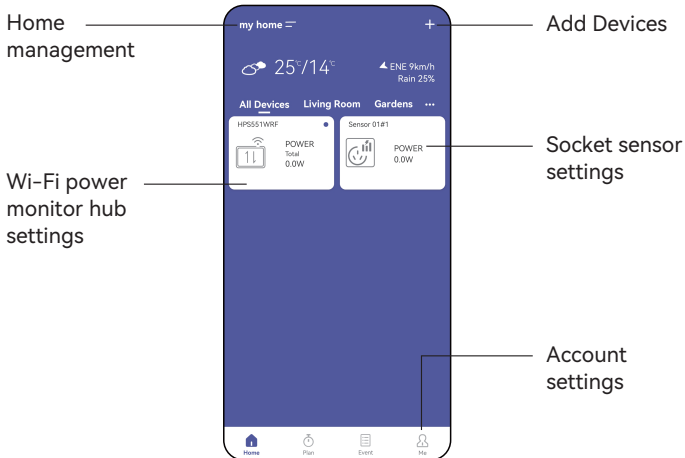 Home
management
my home
+
Add Devices
25℃/14℃
ENE 9km/h
Rain 25%
All Devices Living Room Gardens ...
HPS551WRF
POWER
Total
0.0W
Sensor 01#1
POWER
0.0W
Socket sensor
settings
Wi-Fi power
monitor hub
settings
Account
settings
Home Plan Event Me